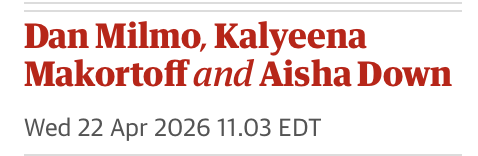 Dan Milmo, Kalyeena
Makortoff and Aisha Down
Wed 22 Apr 2026 11.03 EDT